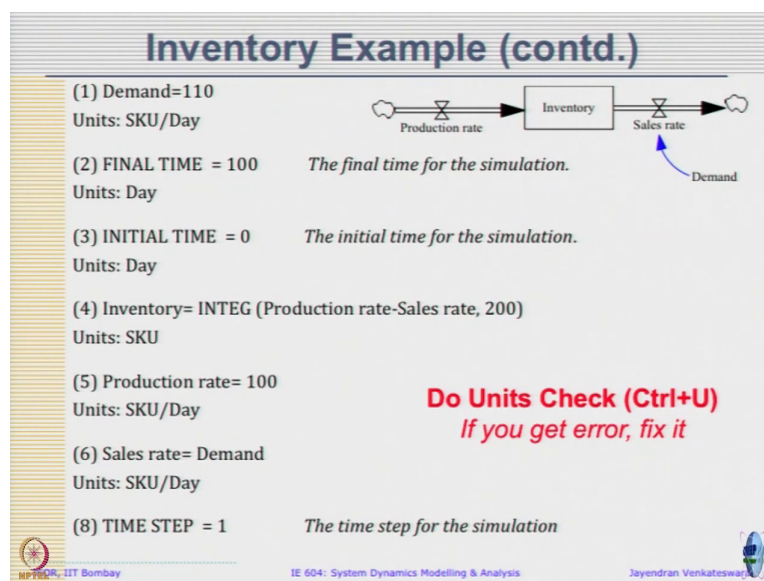 Inventory Example (contd.)
(1) Demand=110
Units: SKU/Day
Inventory
Production rate
Sales rate
Demand
(2) FINAL TIME = 100 The final time for the simulation.
Units: Day
(3) INITIAL TIME = 0 The initial time for the simulation.
Units: Day
(4) Inventory= INTEG (Production rate-Sales rate, 200)
Units: SKU
(5) Production rate= 100
Units: SKU/Day
Do Units Check (Ctrl+U)
If you get error, fix it
(6) Sales rate= Demand
Units: SKU/Day
(8) TIME STEP = 1 The time step for the simulation
NPTEL
IIT Bombay
IE 604: System Dynamics Modelling & Analysis
Jayendran